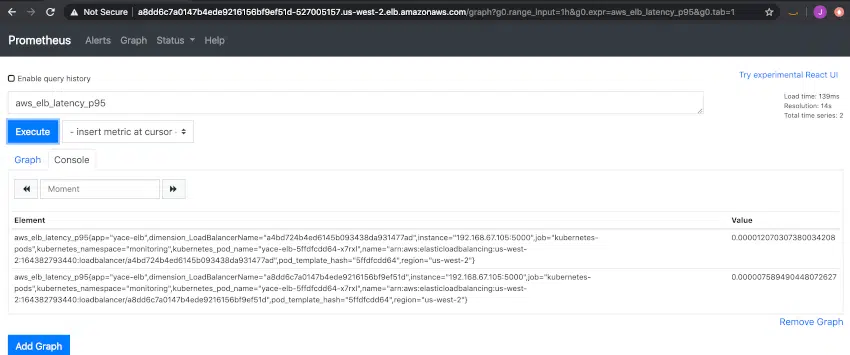 Not Secure a8dd6c7a0147b4ede9216156bf9ef51d-527005157.us-west-2.elb.amazonaws.com/graph?g0.range_input=1h&g0.expr=aws_elb_latency_p95&g0.tab=1
J
Prometheus Alerts Graph Status Help
Enable query history
Try experimental React UI
aws_elb_latency_p95
Load time: 139ms
Resolution: 14s
Total time series: 2
Execute - insert metric at cursor -
Graph Console
Moment
Element Value
aws_elb_latency_p95{app="yace-elb",dimension_LoadBalancerName="a4bd724b4ed6145b093438da931477ad",instance="192.168.67.105:5000",job="kubernetes-
pods",kubernetes_namespace="monitoring",kubernetes_pod_name="yace-elb-5ffdfcdd64-x7rxl",name="arn:aws:elasticloadbalancing:us-west-
2:164382793440:loadbalancer/a4bd724b4ed6145b093438da931477ad",pod_template_hash="5ffdfcdd64",region="us-west-2"}
0.000012070307380034208
aws_elb_latency_p95{app="yace-elb",dimension_LoadBalancerName="a8dd6c7a0147b4ede9216156bf9ef51d",instance="192.168.67.105:5000",job="kubernetes-
pods",kubernetes_namespace="monitoring",kubernetes_pod_name="yace-elb-5ffdfcdd64-x7rxl",name="arn:aws:elasticloadbalancing:us-west-
2:164382793440:loadbalancer/a8dd6c7a0147b4ede9216156bf9ef51d",pod_template_hash="5ffdfcdd64",region="us-west-2"}
0.000007589490448072627
Remove Graph
Add Graph